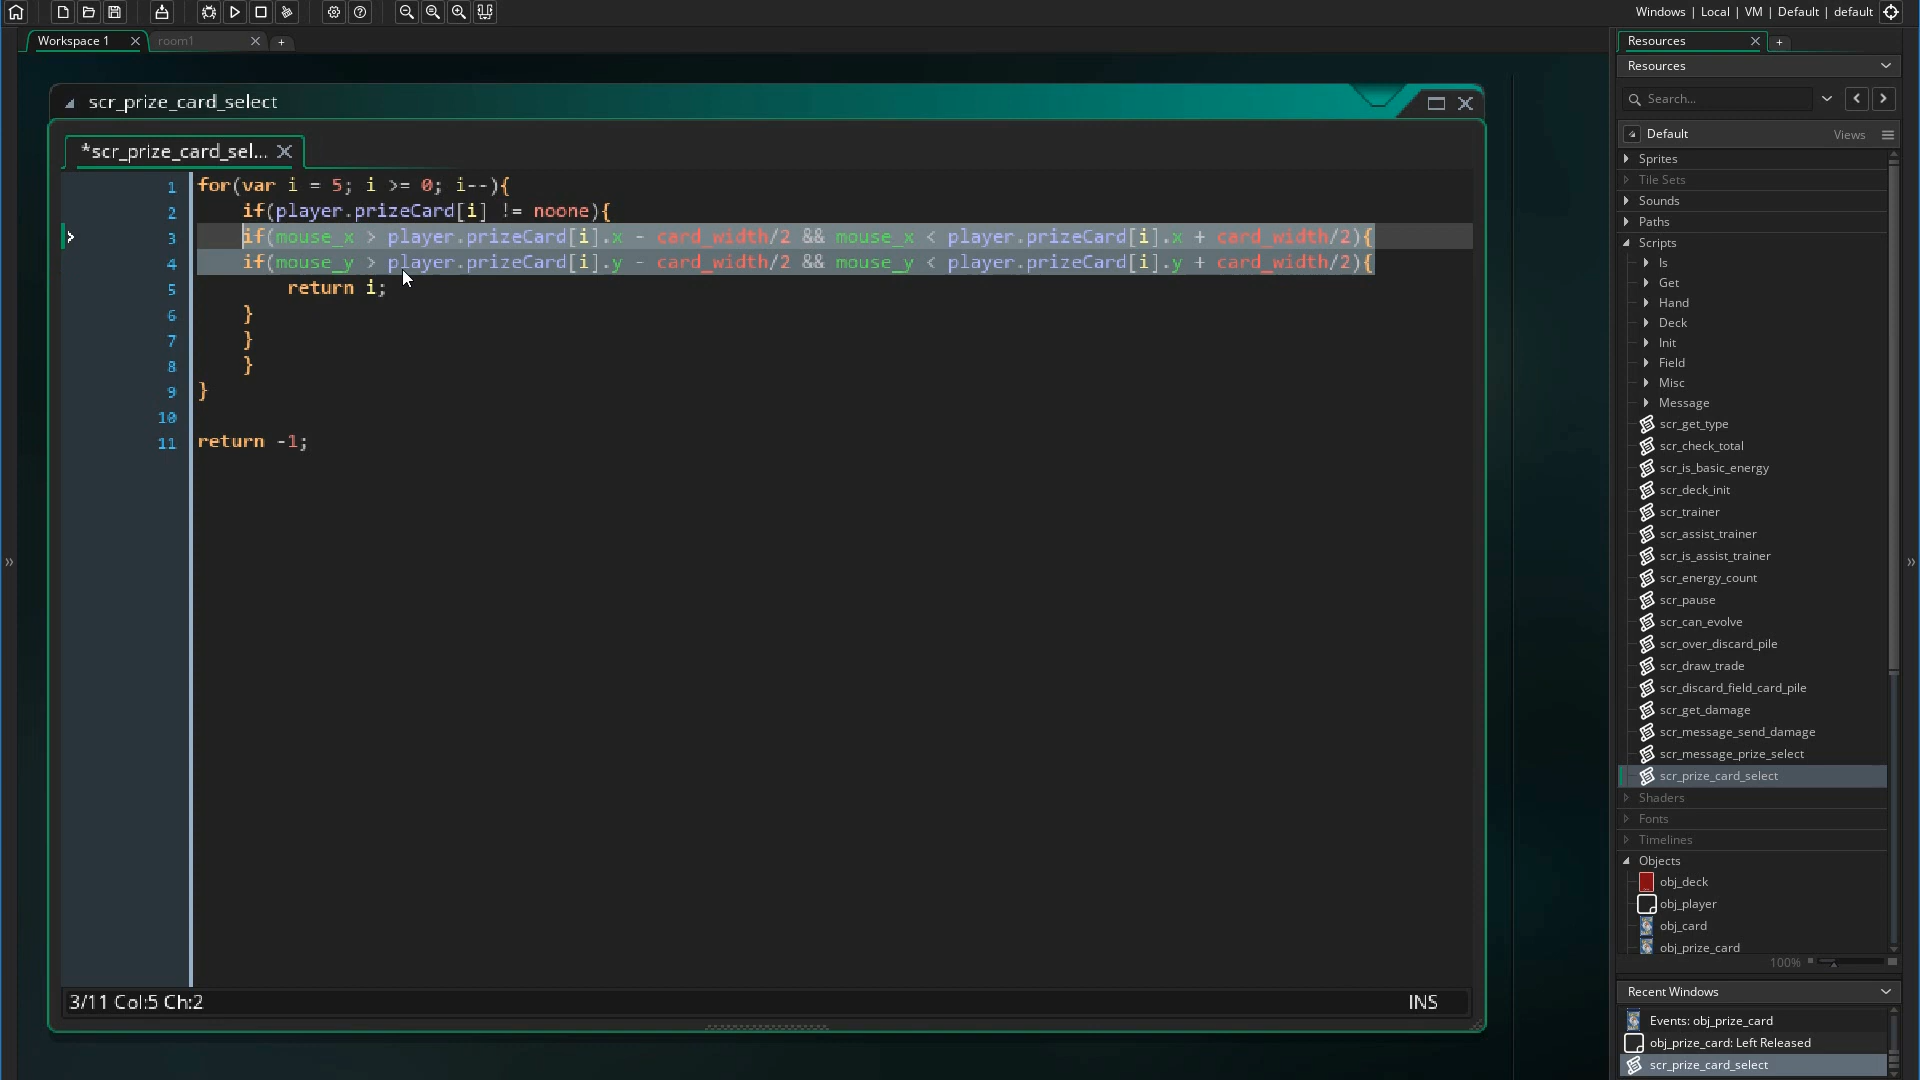 Windows | Local | VM | Default | default
Workspace 1
room1
Resources
Resources
Search...
Default
Views
scr_prize_card_select
*scr_prize_card_sel...
1 for(var i = 5; i >= 0; i--){
2 if(player.prizeCard[i] != noone){
3 if(mouse_x > player.prizeCard[i].x - card_width/2 && mouse_x < player.prizeCard[i].x + card_width/2){
4 if(mouse_y > player.prizeCard[i].y - card_width/2 && mouse_y < player.prizeCard[i].y + card_width/2){
5 return i;
6 }
7 }
8 }
9 }
10
11 return -1;
3/11 Col:5 Ch:2
INS
Sprites
Tile Sets
Sounds
Paths
Scripts
Is
Get
Hand
Deck
Init
Field
Misc
Message
scr_get_type
scr_check_total
scr_is_basic_energy
scr_deck_init
scr_trainer
scr_assist_trainer
scr_is_assist_trainer
scr_energy_count
scr_pause
scr_can_evolve
scr_over_discard_pile
scr_draw_trade
scr_discard_field_card_pile
scr_get_damage
scr_message_send_damage
scr_message_prize_select
scr_prize_card_select
Shaders
Fonts
Timelines
Objects
obj_deck
obj_player
obj_card
obj_prize_card
100%
Recent Windows
Events: obj_prize_card
obj_prize_card: Left Released
scr_prize_card_select